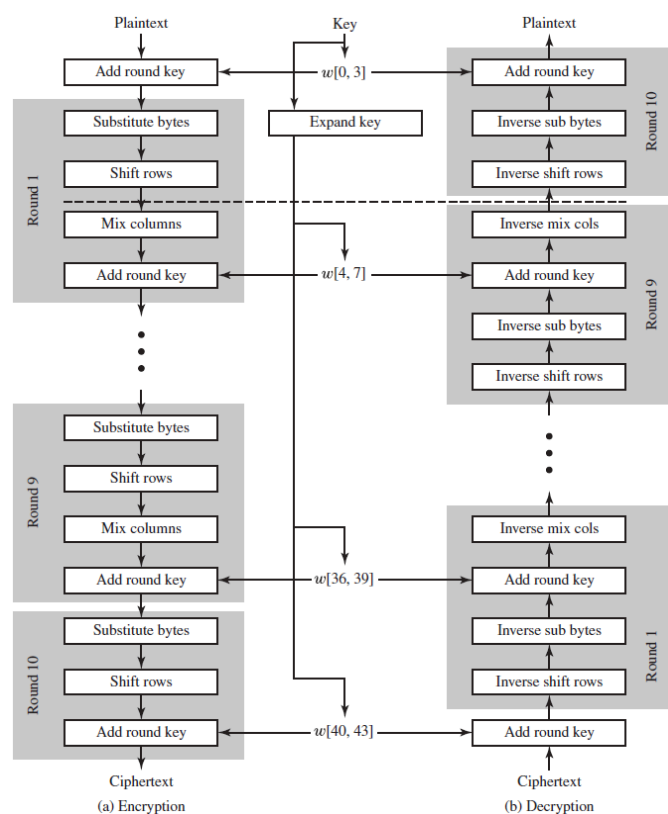 Plaintext
Add round key
Round 1
Substitute bytes
Shift rows
Mix columns
Add round key
Round 9
Substitute bytes
Shift rows
Mix columns
Add round key
Round 10
Substitute bytes
Shift rows
Add round key
Ciphertext
(a) Encryption
Key
w[0, 3]
Expand key
w[4, 7]
w[36, 39]
w[40, 43]
Plaintext
Add round key
Inverse sub bytes
Inverse shift rows
Round 10
Inverse mix cols
Add round key
Inverse sub bytes
Inverse shift rows
Round 9
Inverse mix cols
Add round key
Inverse sub bytes
Inverse shift rows
Round 1
Add round key
Ciphertext
(b) Decryption